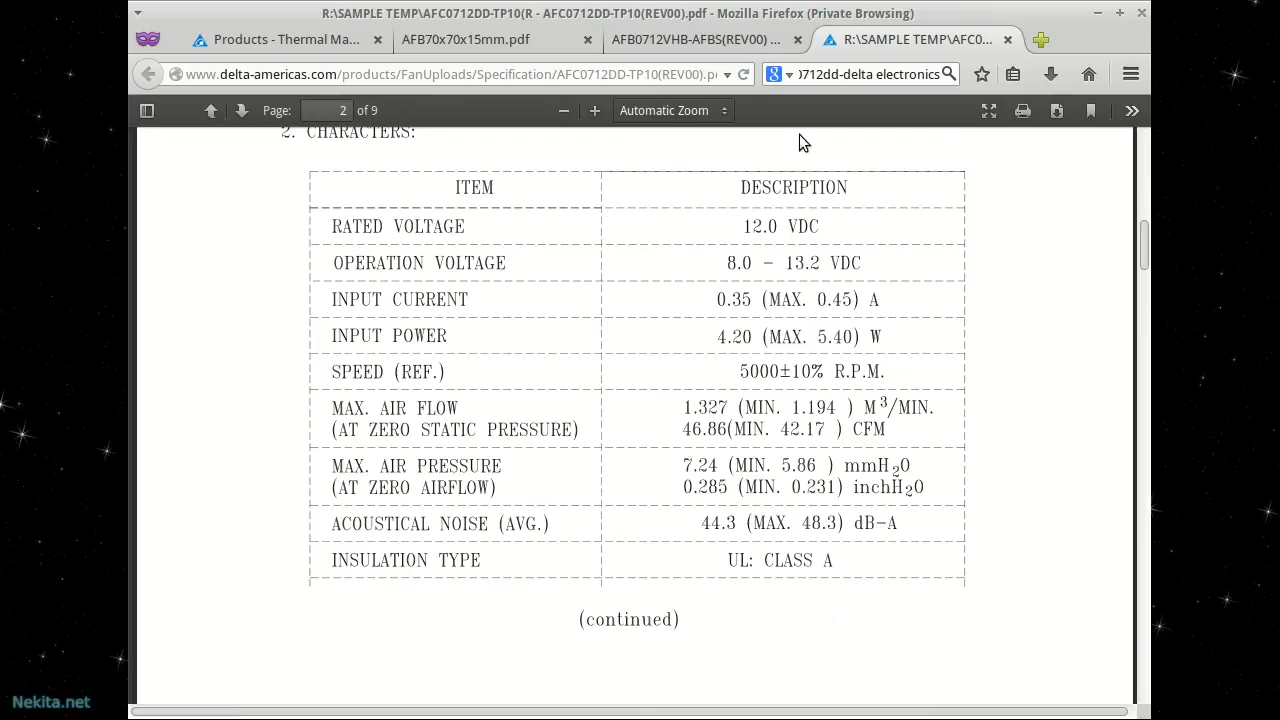 R:\SAMPLE TEMP\AFC0712DD-TP10(R - AFC0712DD-TP10(REV00).pdf - Mozilla Firefox (Private Browsing)
Products - Thermal Ma... AFB70x70x15mm.pdf AFB0712VHB-AFBS(REV00) ... R:\SAMPLE TEMP\AFC0...
www.delta-americas.com/products/FanUploads/Specification/AFC0712DD-TP10(REV00).p 0712dd-delta electronics
Page: 2 of 9 Automatic Zoom
2. CHARACTERS:
ITEM DESCRIPTION
RATED VOLTAGE 12.0 VDC
OPERATION VOLTAGE 8.0 - 13.2 VDC
INPUT CURRENT 0.35 (MAX. 0.45) A
INPUT POWER 4.20 (MAX. 5.40) W
SPEED (REF.) 5000±10% R.P.M.
MAX. AIR FLOW 1.327 (MIN. 1.194 ) M³/MIN.
(AT ZERO STATIC PRESSURE) 46.86(MIN. 42.17 ) CFM
MAX. AIR PRESSURE 7.24 (MIN. 5.86 ) mmH₂O
(AT ZERO AIRFLOW) 0.285 (MIN. 0.231) inchH₂O
ACOUSTICAL NOISE (AVG.) 44.3 (MAX. 48.3) dB-A
INSULATION TYPE UL: CLASS A
(continued)
Nekita.net